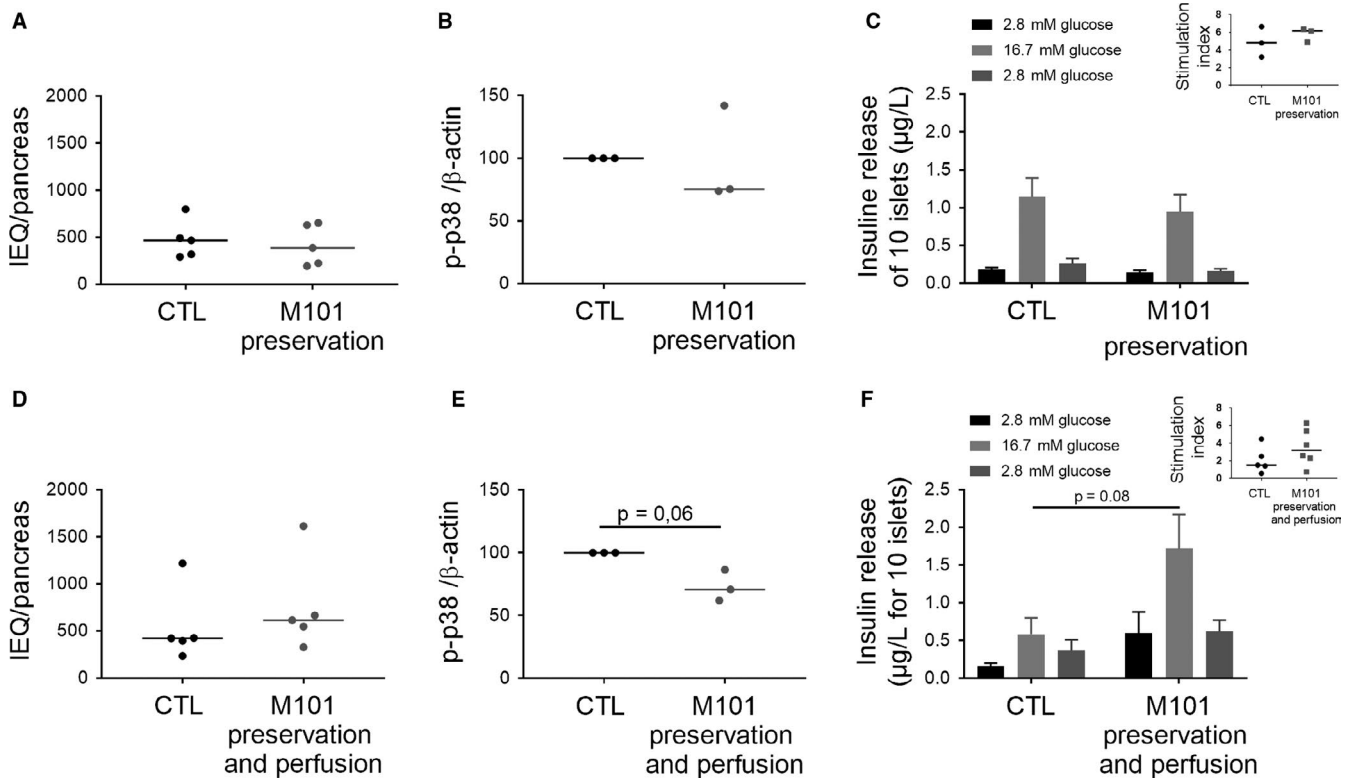 A
IEQ/pancreas
2000
1500
1000
500
0
CTL
M101
preservation
B
p-p38 /β-actin
150
100
50
0
CTL
M101
preservation
C
2.8 mM glucose
16.7 mM glucose
2.8 mM glucose
Stimulation
index
8
6
4
2
0
CTL
M101
preservation
Insuline release
of 10 islets (µg/L)
2.5
2.0
1.5
1.0
0.5
0.0
CTL
M101
preservation
D
IEQ/pancreas
2000
1500
1000
500
0
CTL
M101
preservation
and perfusion
E
p-p38 /β-actin
150
100
50
0
p = 0,06
CTL
M101
preservation
and perfusion
F
2.8 mM glucose
16.7 mM glucose
2.8 mM glucose
Stimulation
index
8
6
4
2
0
CTL
M101
preservation
and perfusion
Insulin release
(µg/L for 10 islets)
2.5
2.0
1.5
1.0
0.5
0.0
p = 0.08
CTL
M101
preservation
and perfusion